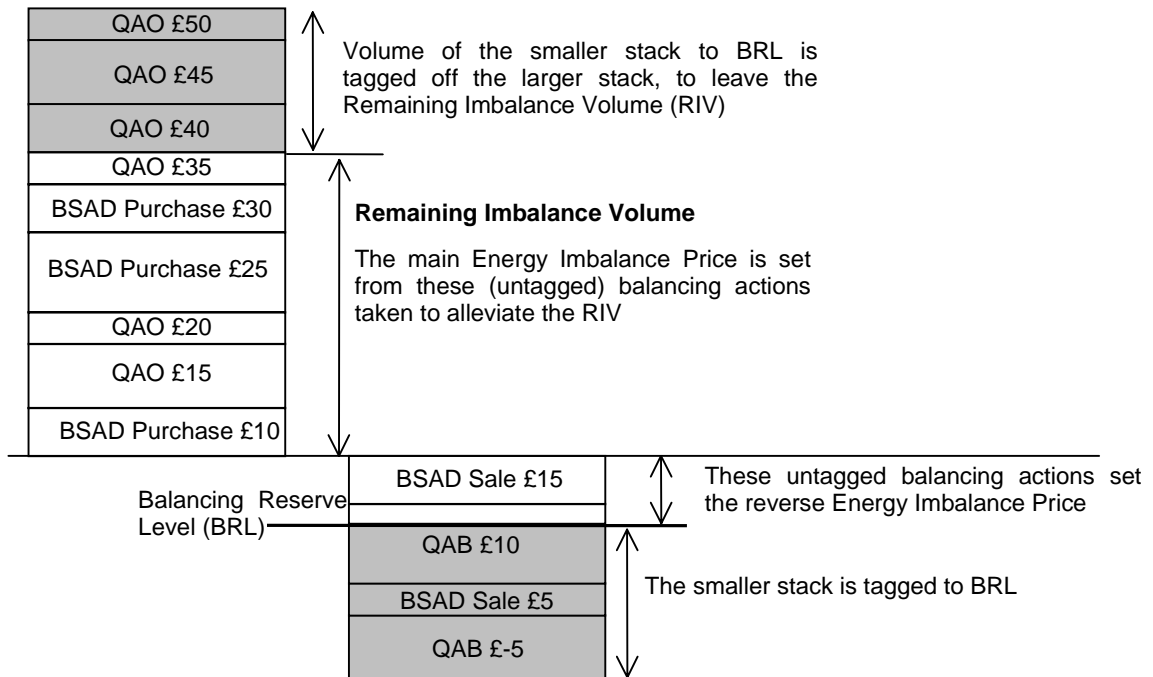 QAO £50
QAO £45
QAO £40
QAO £35
BSAD Purchase £30
BSAD Purchase £25
QAO £20
QAO £15
BSAD Purchase £10
Volume of the smaller stack to BRL is
tagged off the larger stack, to leave the
Remaining Imbalance Volume (RIV)
Remaining Imbalance Volume
The main Energy Imbalance Price is set
from these (untagged) balancing actions
taken to alleviate the RIV
BSAD Sale £15
These untagged balancing actions set
the reverse Energy Imbalance Price
Balancing Reserve
Level (BRL)
QAB £10
BSAD Sale £5
QAB £-5
The smaller stack is tagged to BRL